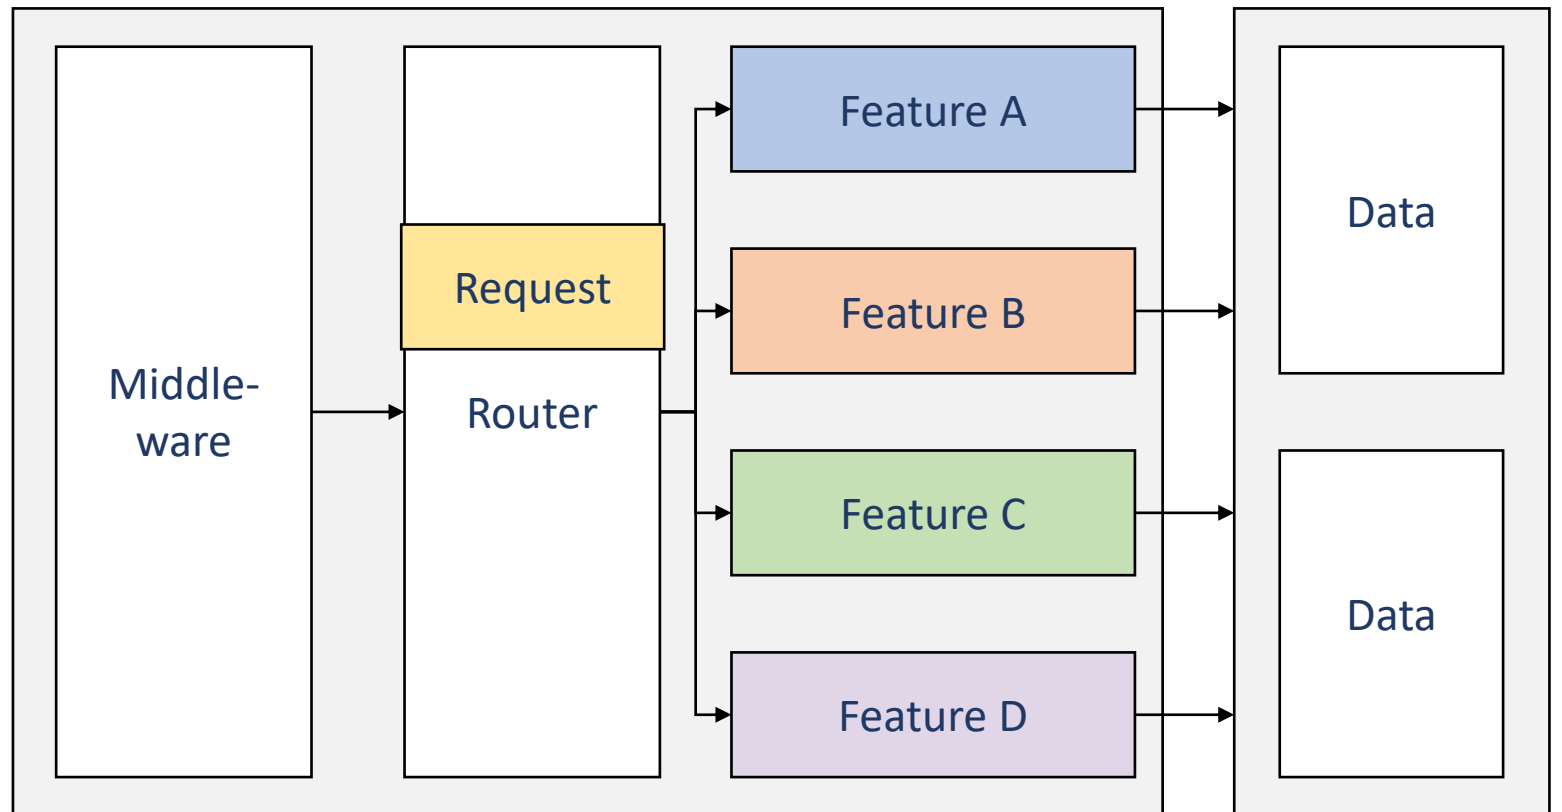 Middle-
ware
Request
Router
Feature A
Feature B
Feature C
Feature D
Data
Data